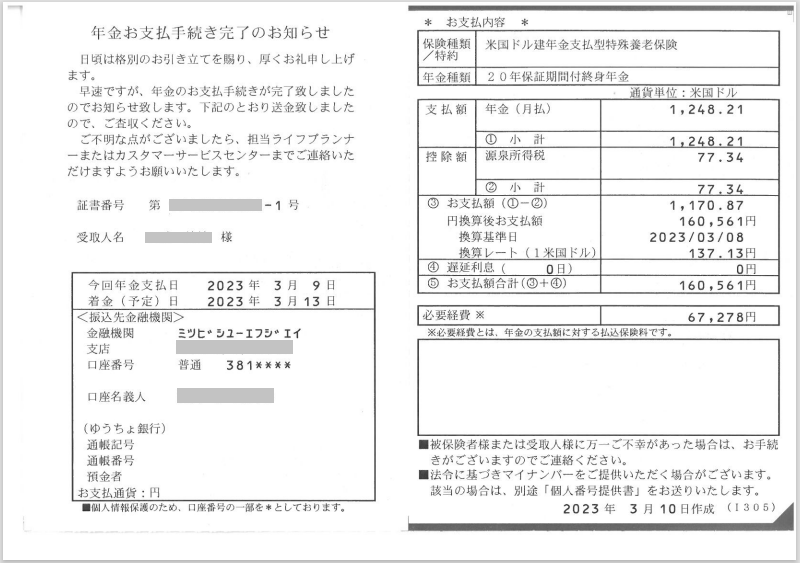 年金お支払手続き完了のお知らせ
日頃は格別のお引き立てを賜り、厚くお礼申し上げ
ます。
早速ですが、年金のお支払手続きが完了致しました
のでお知らせ致します。下記のとおり送金致しました
ので、ご査収ください。
ご不明な点がございましたら、担当ライフプランナ
ーまたはカスタマーサービスセンターまでご連絡いた
だけますようお願いいたします。
証書番号 第 -1 号
受取人名 様
今回年金支払日 2023 年 3 月 9 日
着金（予定）日 2023 年 3 月 13 日
＜振込先金融機関＞
金融機関 ミツビシユーエフジエイ
支店
口座番号 普通 381****
口座名義人
(ゆうちょ銀行)
通帳記号
通帳番号
預金者
お支払通貨：円
■個人情報保護のため、口座番号の一部を＊としております。
＊ お支払内容 ＊
保険種類／特約 米国ドル建年金支払型特殊養老保険
年金種類 ２０年保証期間付終身年金
通貨単位：米国ドル
支払額 年金（月払） 1,248.21
① 小 計 1,248.21
控除額 源泉所得税 77.34
② 小 計 77.34
③ お支払額（①－②） 1,170.87
円換算後お支払額 160,561円
換算基準日 2023/03/08
換算レート（１米国ドル） 137.13円
④ 遅延利息（ 0日） 0円
⑤ お支払額合計（③＋④） 160,561円
必要経費 ※ 67,278円
※必要経費とは、年金の支払額に対する払込保険料です。
■被保険者様または受取人様に万一ご不幸があった場合は、お手続
きがございますのでご連絡ください。
■法令に基づきマイナンバーをご提供いただく場合がございます。
該当の場合は、別途「個人番号提供書」をお送りいたします。
2023 年 3 月 10 日作成 （1305）